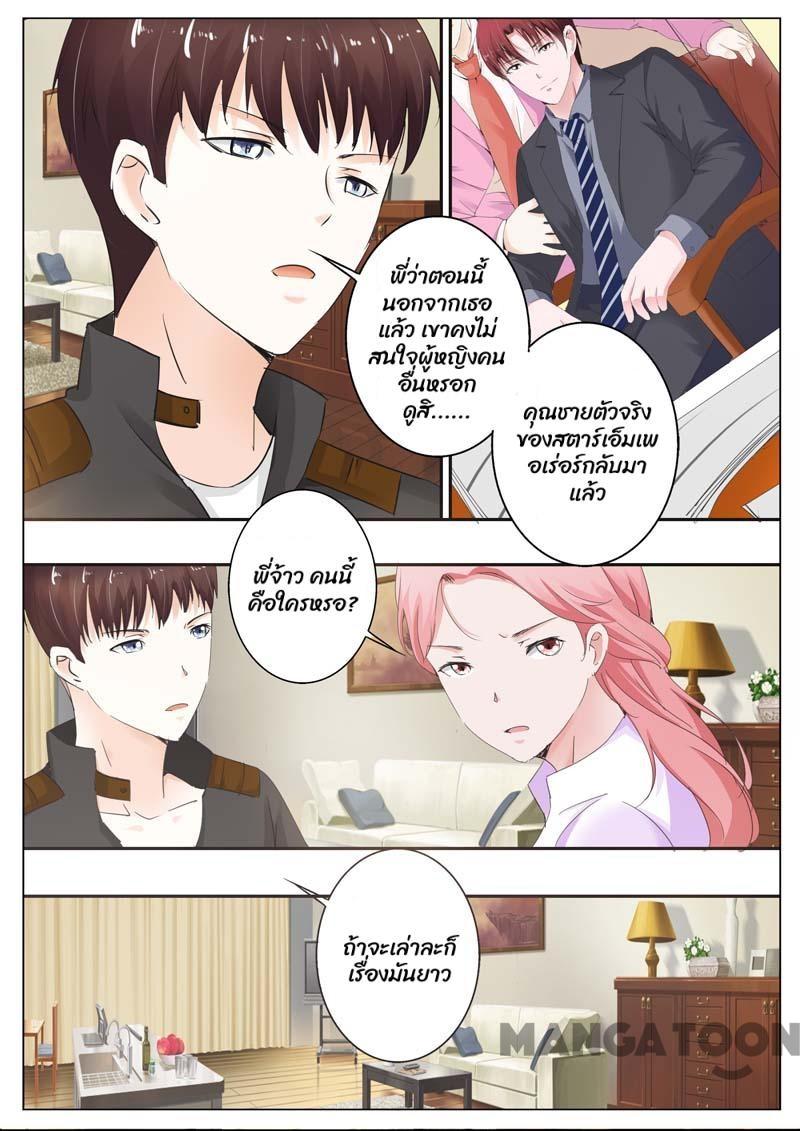 พี่ว่าตอนนี้
นอกจากเธอ
แล้ว เขาคงไม่
สนใจผู้หญิงคน
อื่นหรอก
ดูสิ......
คุณชายตัวจริง
ของสตาร์เอ็มเพ
อเร่อร์กลับมา
แล้ว
พี่จ้าว คนนี้
คือใครหรอ?
ถ้าจะเล่าละก็
เรื่องมันยาว
MANGATOON